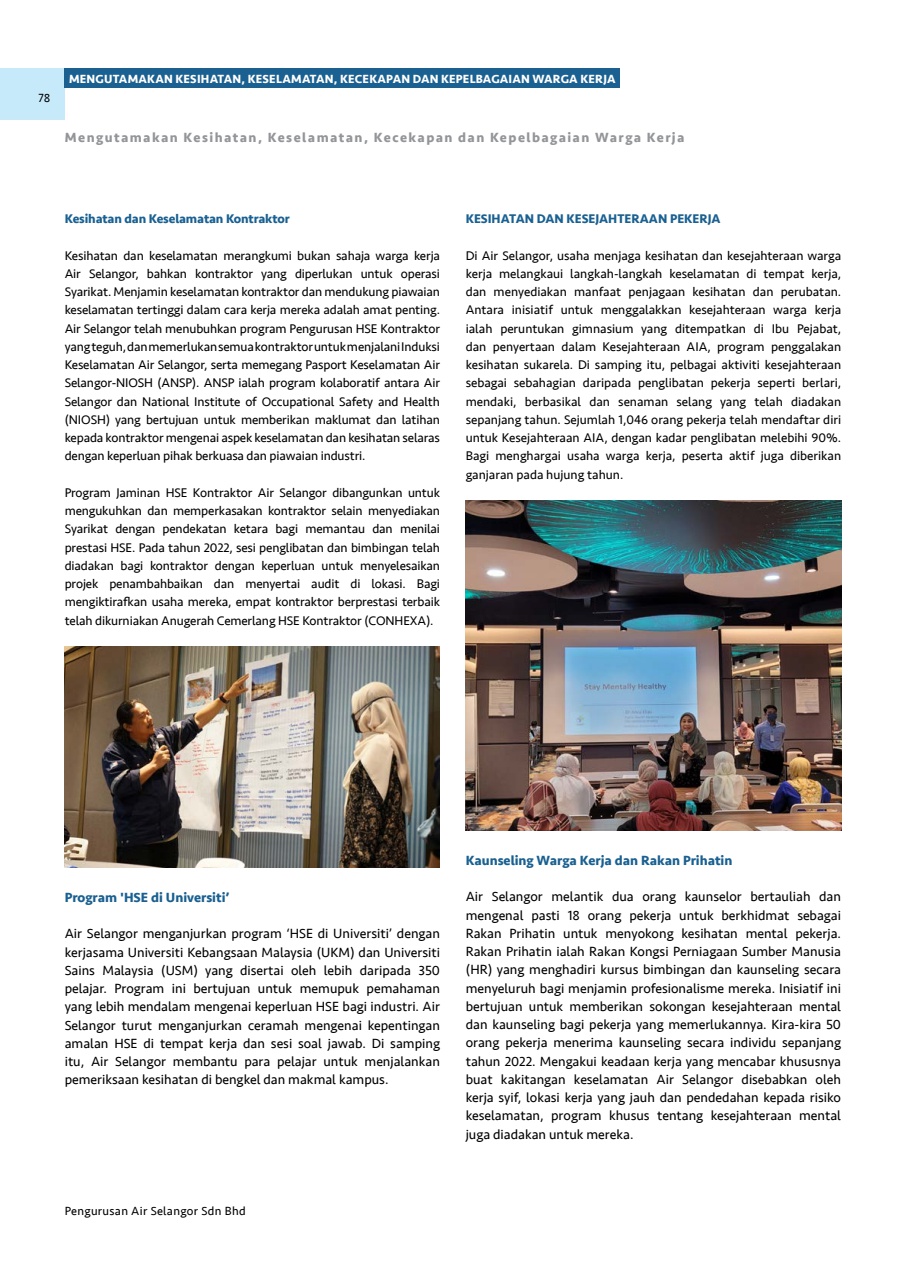 MENGUTAMAKAN KESIHATAN, KESELAMATAN, KECEKAPAN DAN KEPELBAGAIAN WARGA KERJA
78
Mengutamakan Kesihatan, Keselamatan, Kecekapan dan Kepelbagaian Warga Kerja
Kesihatan dan Keselamatan Kontraktor
Kesihatan dan keselamatan merangkumi bukan sahaja warga kerja
Air Selangor, bahkan kontraktor yang diperlukan untuk operasi
Syarikat. Menjamin keselamatan kontraktor dan mendukung piawaian
keselamatan tertinggi dalam cara kerja mereka adalah amat penting.
Air Selangor telah menubuhkan program Pengurusan HSE Kontraktor
yang teguh, dan memerlukan semua kontraktor untuk menjalani Induksi
Keselamatan Air Selangor, serta memegang Pasport Keselamatan Air
Selangor-NIOSH (ANSP). ANSP ialah program kolaboratif antara Air
Selangor dan National Institute of Occupational Safety and Health
(NIOSH) yang bertujuan untuk memberikan maklumat dan latihan
kepada kontraktor mengenai aspek keselamatan dan kesihatan selaras
dengan keperluan pihak berkuasa dan piawaian industri.
Program Jaminan HSE Kontraktor Air Selangor dibangunkan untuk
mengukuhkan dan memperkasakan kontraktor selain menyediakan
Syarikat dengan pendekatan ketara bagi memantau dan menilai
prestasi HSE. Pada tahun 2022, sesi penglibatan dan bimbingan telah
diadakan bagi kontraktor dengan keperluan untuk menyelesaikan
projek penambahbaikan dan menyertai audit di lokasi. Bagi
mengiktirafkan usaha mereka, empat kontraktor berprestasi terbaik
telah dikurniakan Anugerah Cemerlang HSE Kontraktor (CONHEXA).
Program 'HSE di Universiti’
Air Selangor menganjurkan program ‘HSE di Universiti’ dengan
kerjasama Universiti Kebangsaan Malaysia (UKM) dan Universiti
Sains Malaysia (USM) yang disertai oleh lebih daripada 350
pelajar. Program ini bertujuan untuk memupuk pemahaman
yang lebih mendalam mengenai keperluan HSE bagi industri. Air
Selangor turut menganjurkan ceramah mengenai kepentingan
amalan HSE di tempat kerja dan sesi soal jawab. Di samping
itu, Air Selangor membantu para pelajar untuk menjalankan
pemeriksaan kesihatan di bengkel dan makmal kampus.
KESIHATAN DAN KESEJAHTERAAN PEKERJA
Di Air Selangor, usaha menjaga kesihatan dan kesejahteraan warga
kerja melangkaui langkah-langkah keselamatan di tempat kerja,
dan menyediakan manfaat penjagaan kesihatan dan perubatan.
Antara inisiatif untuk menggalakkan kesejahteraan warga kerja
ialah peruntukan gimnasium yang ditempatkan di Ibu Pejabat,
dan penyertaan dalam Kesejahteraan AIA, program penggalakan
kesihatan sukarela. Di samping itu, pelbagai aktiviti kesejahteraan
sebagai sebahagian daripada penglibatan pekerja seperti berlari,
mendaki, berbasikal dan senaman selang yang telah diadakan
sepanjang tahun. Sejumlah 1,046 orang pekerja telah mendaftar diri
untuk Kesejahteraan AIA, dengan kadar penglibatan melebihi 90%.
Bagi menghargai usaha warga kerja, peserta aktif juga diberikan
ganjaran pada hujung tahun.
Stay Mentally Healthy
Kaunseling Warga Kerja dan Rakan Prihatin
Air Selangor melantik dua orang kaunselor bertauliah dan
mengenal pasti 18 orang pekerja untuk berkhidmat sebagai
Rakan Prihatin untuk menyokong kesihatan mental pekerja.
Rakan Prihatin ialah Rakan Kongsi Perniagaan Sumber Manusia
(HR) yang menghadiri kursus bimbingan dan kaunseling secara
menyeluruh bagi menjamin profesionalisme mereka. Inisiatif ini
bertujuan untuk memberikan sokongan kesejahteraan mental
dan kaunseling bagi pekerja yang memerlukannya. Kira-kira 50
orang pekerja menerima kaunseling secara individu sepanjang
tahun 2022. Mengakui keadaan kerja yang mencabar khususnya
buat kakitangan keselamatan Air Selangor disebabkan oleh
kerja syif, lokasi kerja yang jauh dan pendedahan kepada risiko
keselamatan, program khusus tentang kesejahteraan mental
juga diadakan untuk mereka.
Pengurusan Air Selangor Sdn Bhd